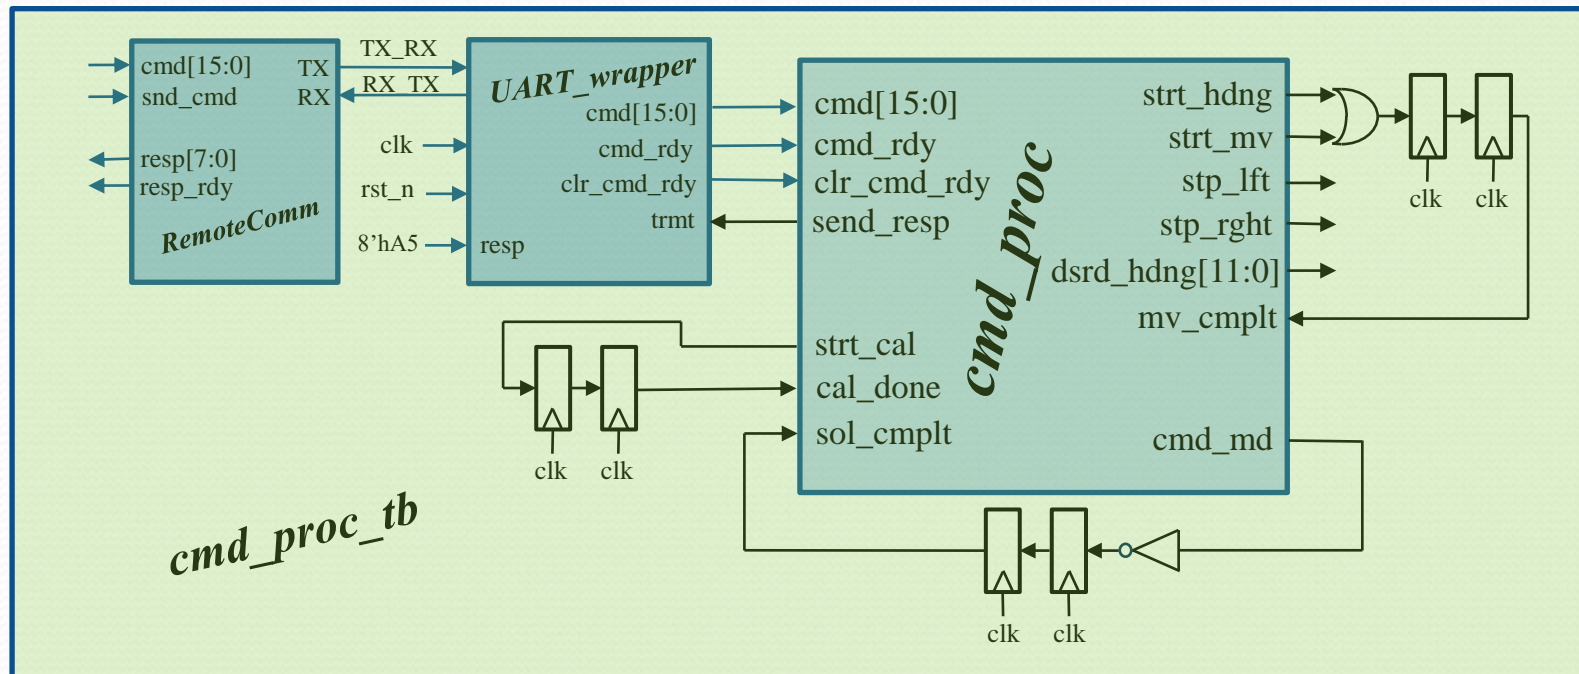 cmd[15:0]
snd_cmd
TX
RX
resp[7:0]
resp_rdy
RemoteComm
TX_RX
RX_TX
clk
rst_n
8’hA5
UART_wrapper
cmd[15:0]
cmd_rdy
clr_cmd_rdy
trmt
resp
cmd[15:0]
cmd_rdy
clr_cmd_rdy
send_resp
strt_cal
cal_done
sol_cmplt
cmd_proc
strt_hdng
strt_mv
stp_lft
stp_rght
dsrd_hdng[11:0]
mv_cmplt
cmd_md
clk
clk
clk
clk
clk
clk
cmd_proc_tb